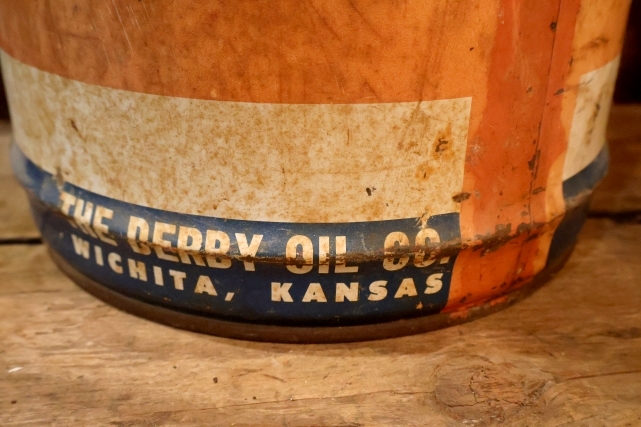 THE DERBY OIL CO.
WICHITA, KANSAS